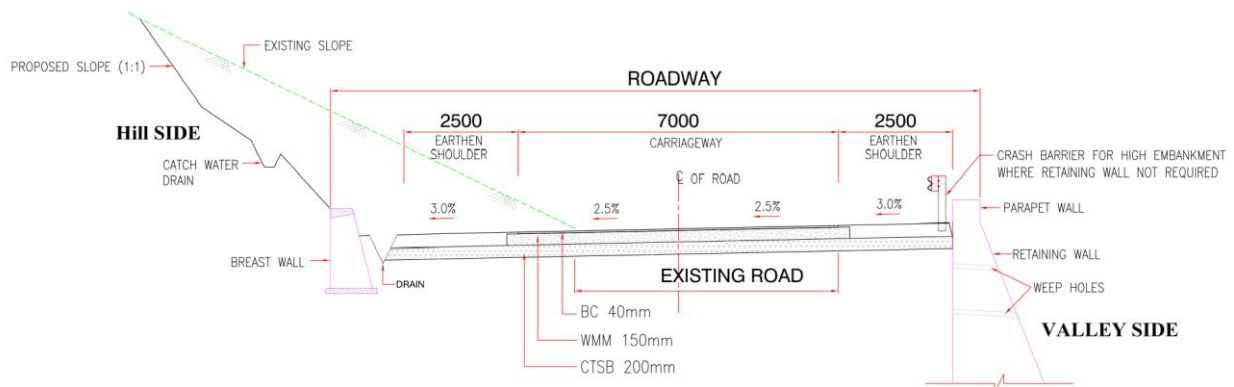 EXISTING SLOPE
PROPOSED SLOPE (1:1)
ROADWAY
Hill SIDE
2500
7000
2500
EARTHEN
SHOULDER
CARRIAGEWAY
EARTHEN
SHOULDER
CATCH WATER
DRAIN
CRASH BARRIER FOR HIGH EMBANKMENT
WHERE RETAINING WALL NOT REQUIRED
℄ OF ROAD
3.0%
2.5%
2.5%
3.0%
PARAPET WALL
BREAST WALL
RETAINING WALL
DRAIN
EXISTING ROAD
WEEP HOLES
BC 40mm
VALLEY SIDE
WMM 150mm
CTSB 200mm